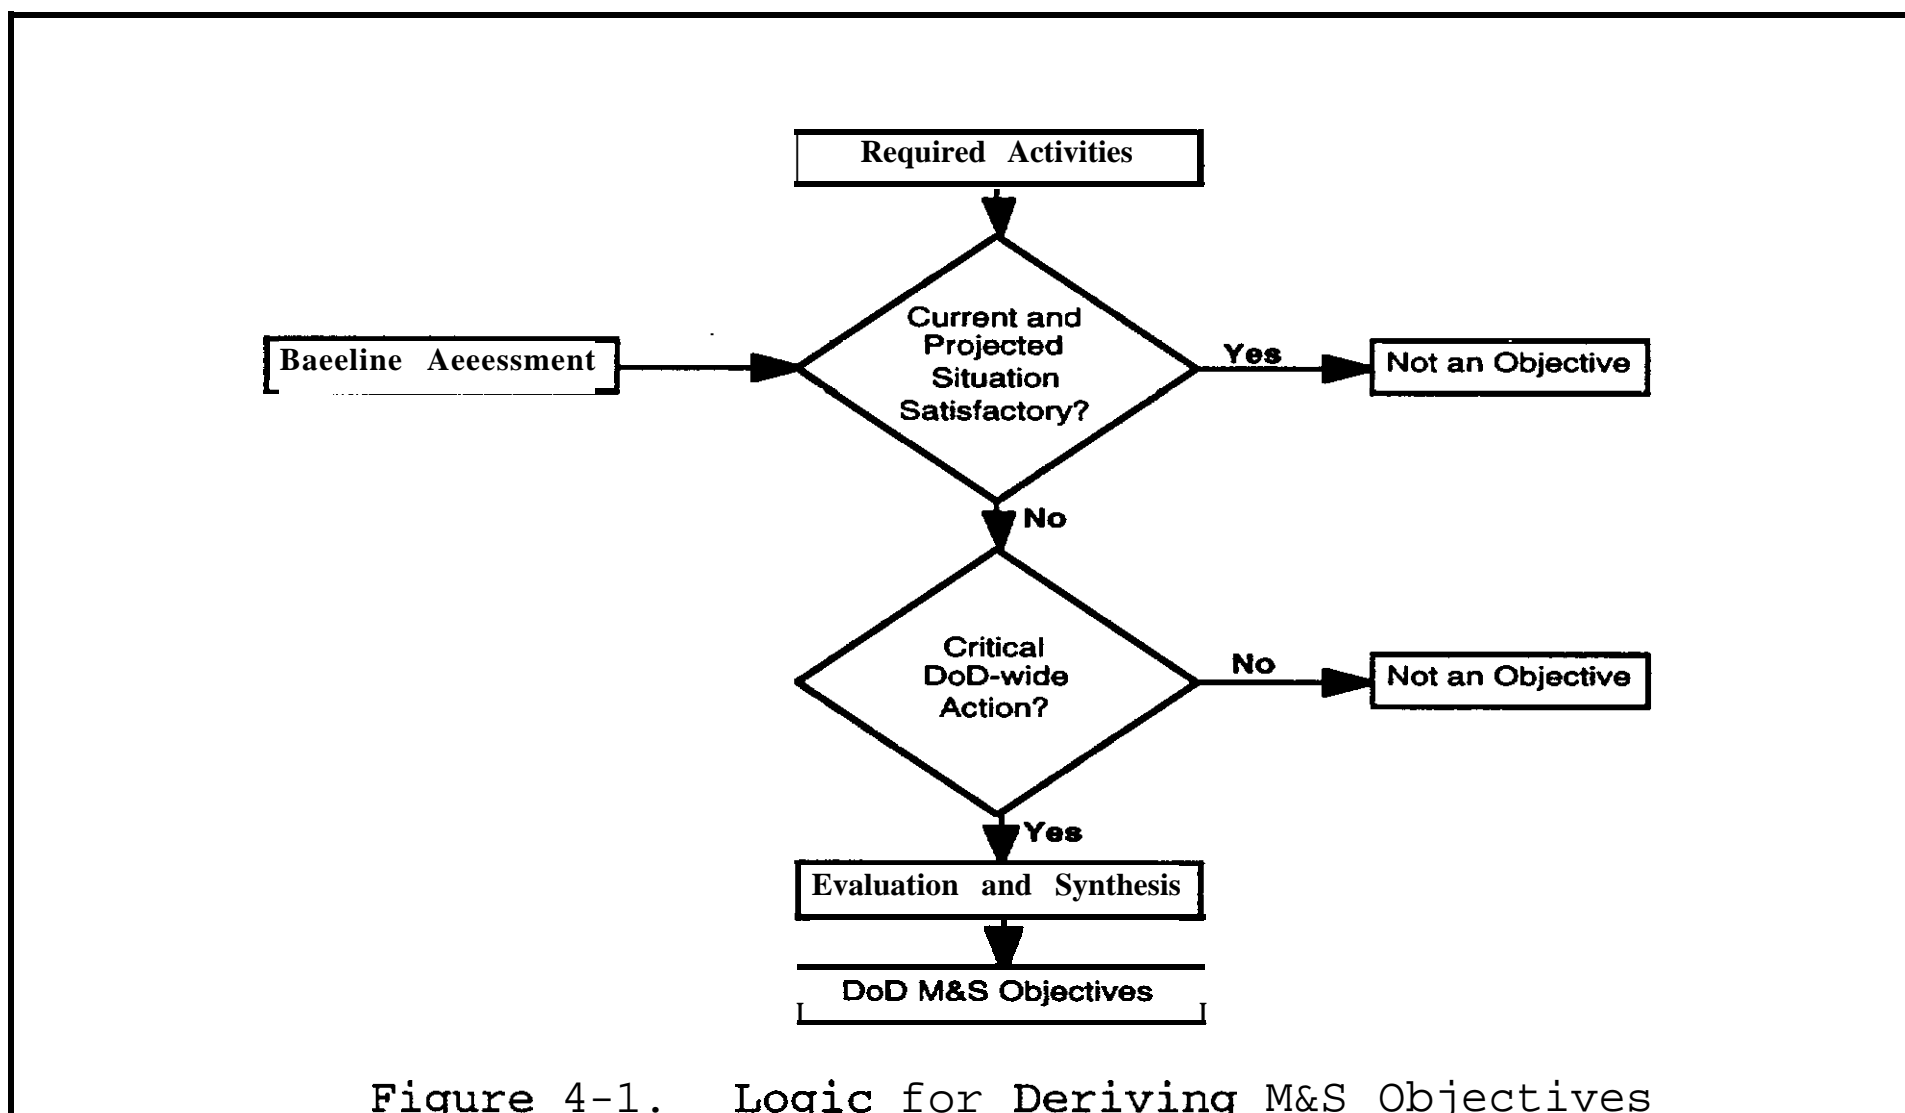 Required Activities
Current and
Projected
Situation
Satisfactory?
Baeeline Aeeessment
Yes
Not an Objective
No
Critical
DoD-wide
Action?
No
Not an Objective
Yes
Evaluation and Synthesis
DoD M&S Objectives
Figure 4-1. Logic for Deriving M&S Objectives